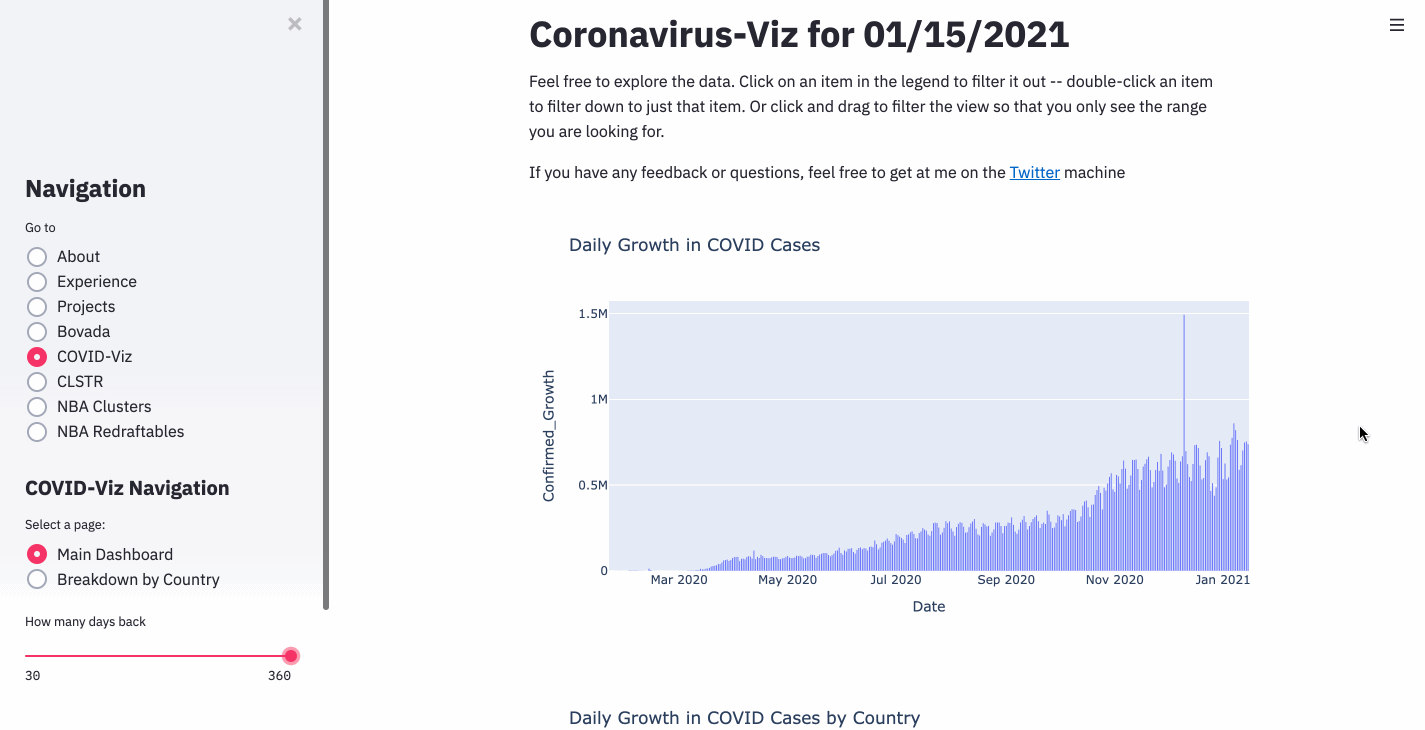 ×
Navigation
Go to
About
Experience
Projects
Bovada
COVID-Viz
CLSTR
NBA Clusters
NBA Redraftables
COVID-Viz Navigation
Select a page:
Main Dashboard
Breakdown by Country
How many days back
30 360
Coronavirus-Viz for 01/15/2021
Feel free to explore the data. Click on an item in the legend to filter it out -- double-click an item
to filter down to just that item. Or click and drag to filter the view so that you only see the range
you are looking for.
If you have any feedback or questions, feel free to get at me on the Twitter machine
Daily Growth in COVID Cases
Confirmed_Growth
1.5M
1M
0.5M
0
Mar 2020 May 2020 Jul 2020 Sep 2020 Nov 2020 Jan 2021
Date
Daily Growth in COVID Cases by Country